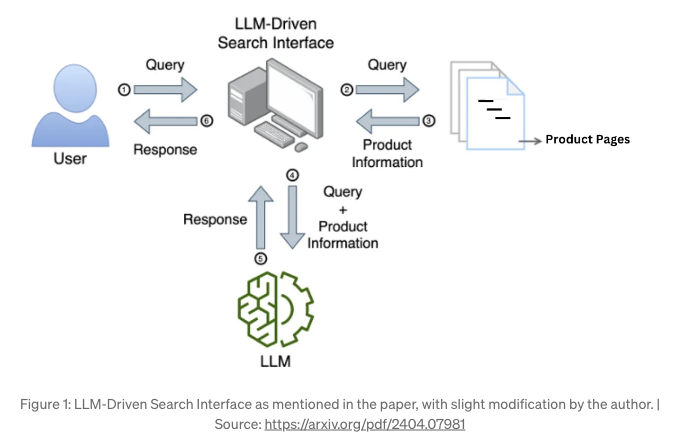 LLM-Driven
Search Interface
Query
①
Query
②
⑥
Response
③
Product
Information
User
Product Pages
④
Query
+
Product
Information
Response
⑤
LLM
Figure 1: LLM-Driven Search Interface as mentioned in the paper, with slight modification by the author. |
Source: https://arxiv.org/pdf/2404.07981